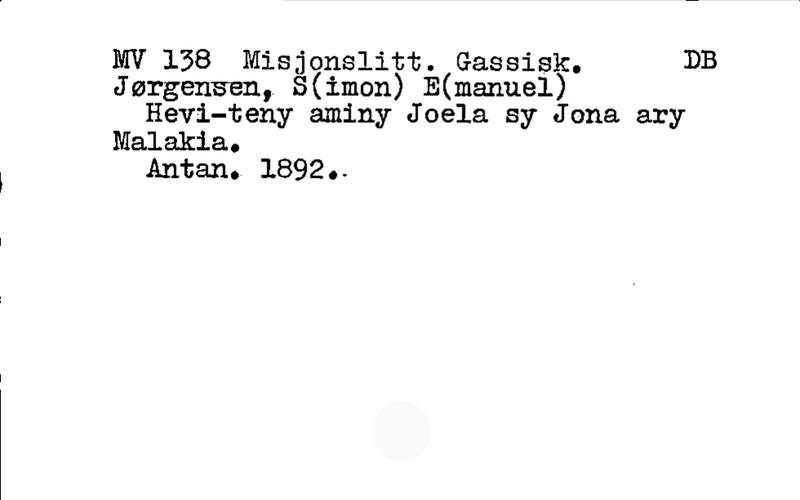 MV 138 Misjonslitt. Gassisk. DB
Jørgensen, S(imon) E(manuel)
Hevi-teny aminy Joela sy Jona ary
Malakia.
Antan. 1892..